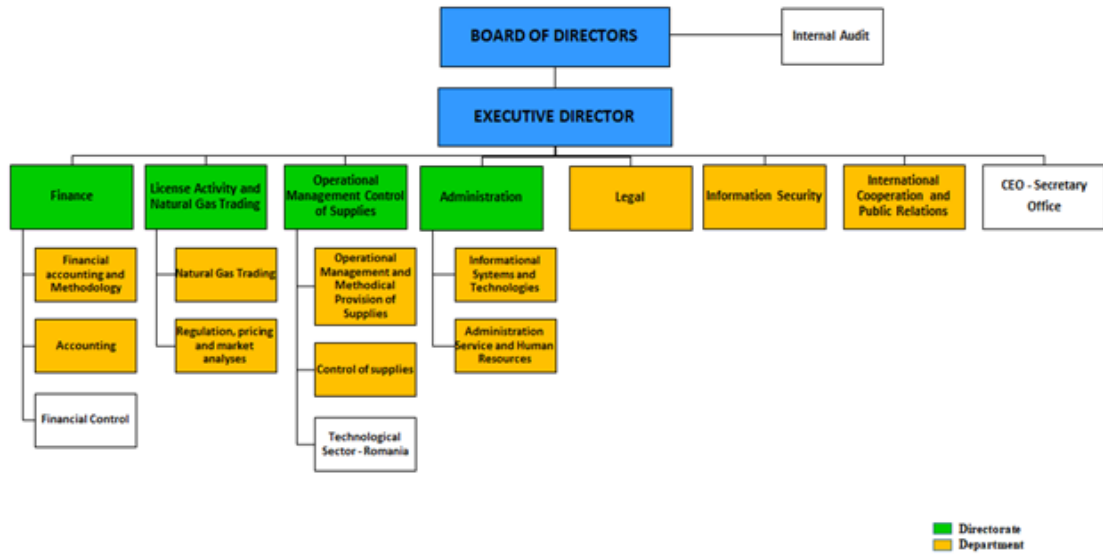 BOARD OF DIRECTORS
Internal Audit
EXECUTIVE DIRECTOR
Finance
License Activity and
Natural Gas Trading
Operational
Management Control
of Supplies
Administration
Legal
Information Security
International
Cooperation and
Public Relations
CEO - Secretary
Office
Financial
accounting and
Methodology
Natural Gas Trading
Operational
Management and
Methodical
Provision of
Supplies
Informational
Systems and
Technologies
Accounting
Regulation, pricing
and market
analyses
Control of supplies
Administration
Service and Human
Resources
Financial Control
Technological
Sector - Romania
Directorate
Department